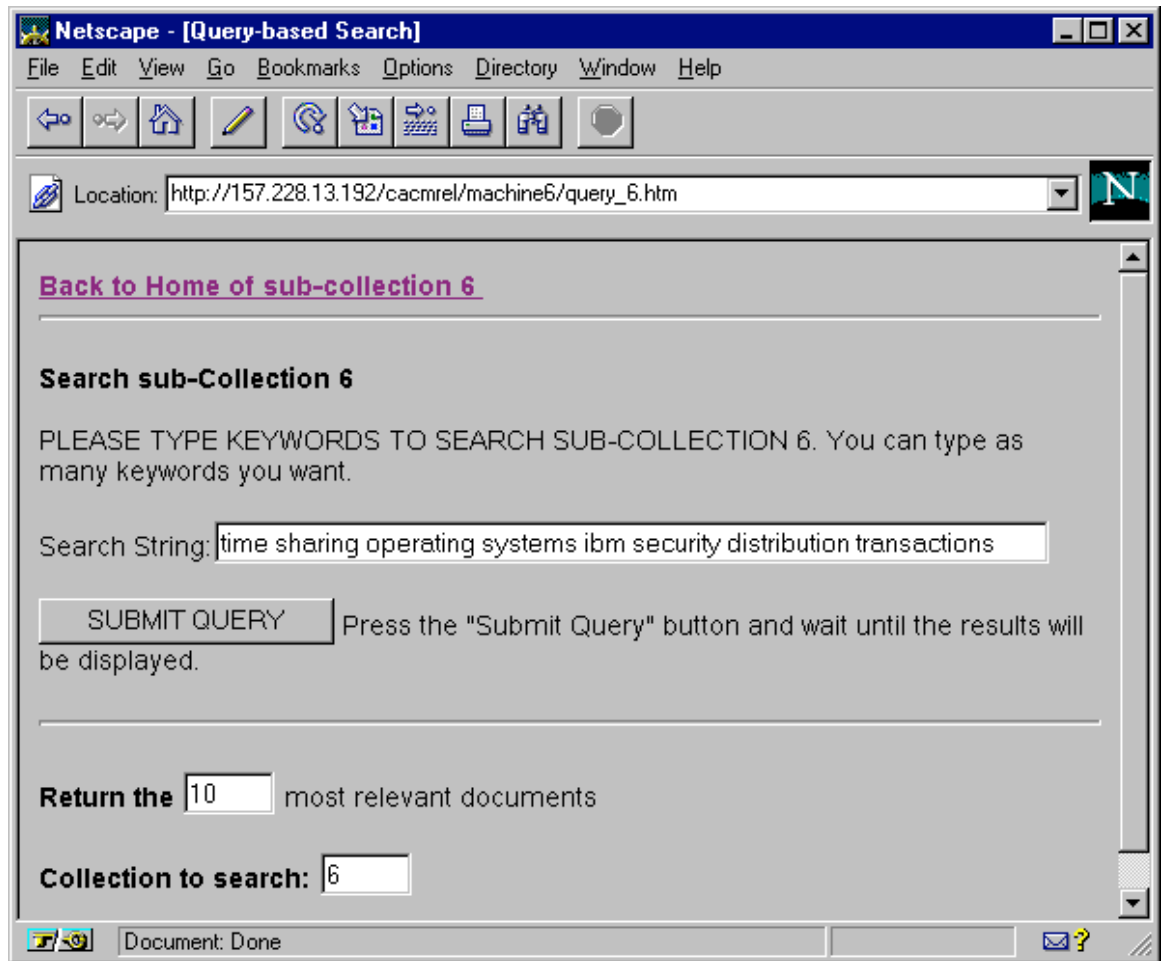 Netscape - [Query-based Search]
File Edit View Go Bookmarks Options Directory Window Help
Location: http://157.228.13.192/cacmrel/machine6/query_6.htm
N
Back to Home of sub-collection 6
Search sub-Collection 6
PLEASE TYPE KEYWORDS TO SEARCH SUB-COLLECTION 6. You can type as
many keywords you want.
Search String: time sharing operating systems ibm security distribution transactions
SUBMIT QUERY Press the "Submit Query" button and wait until the results will
be displayed.
Return the 10 most relevant documents
Collection to search: 6
Document: Done